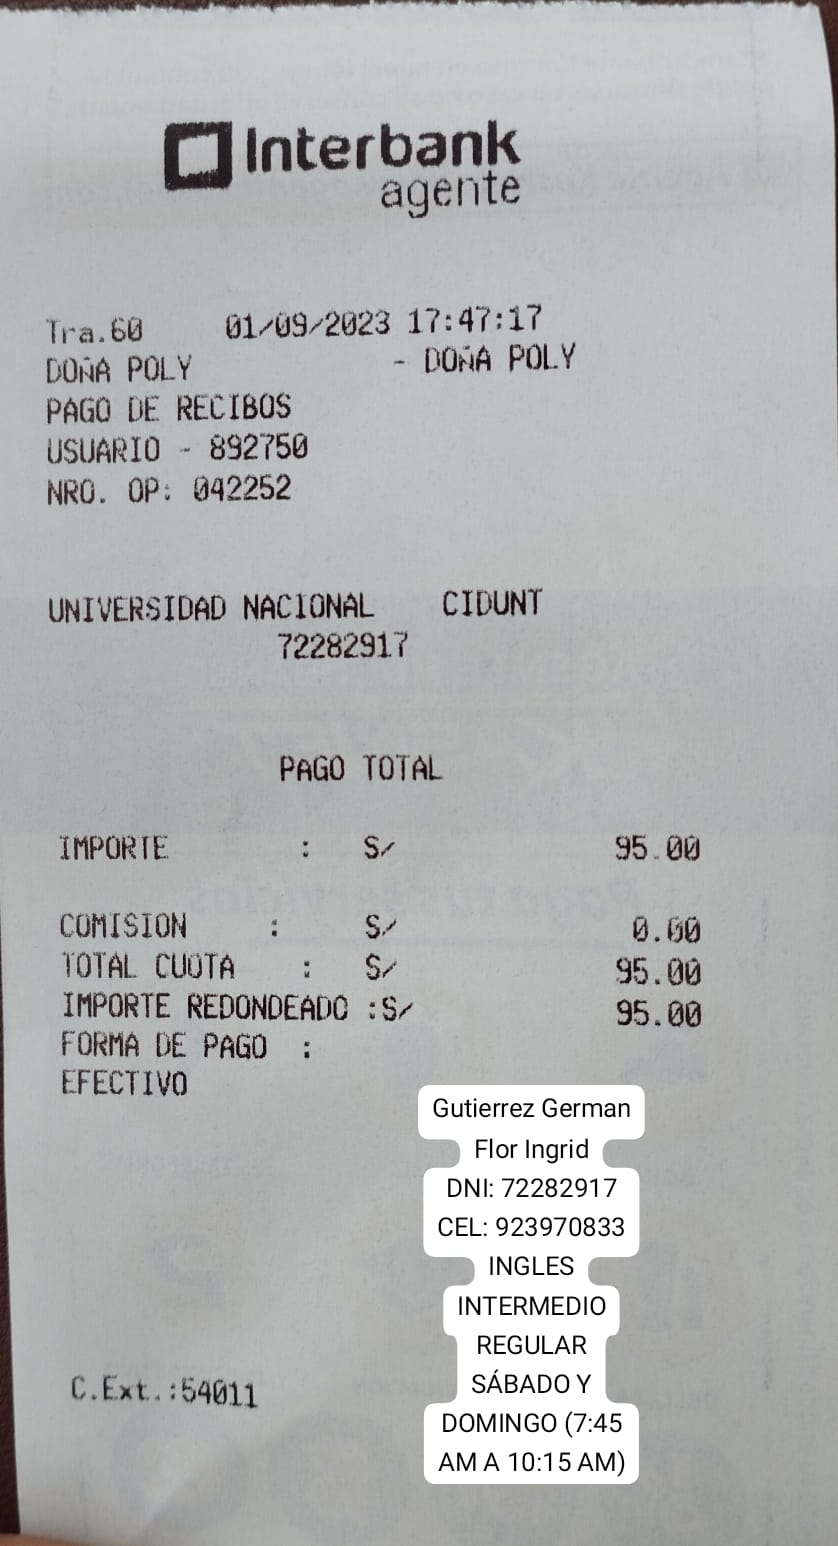 Interbank
agente
Tra.60 01/09/2023 17:47:17
DOÑA POLY - DOÑA POLY
PAGO DE RECIBOS
USUARIO - 892750
NRO. OP: 042252
UNIVERSIDAD NACIONAL CIDUNT
72282917
PAGO TOTAL
IMPORTE : S/ 95.00
COMISION : S/ 0.00
TOTAL CUOTA : S/ 95.00
IMPORTE REDONDEADO :S/ 95.00
FORMA DE PAGO :
EFECTIVO
Gutierrez German
Flor Ingrid
DNI: 72282917
CEL: 923970833
INGLES
INTERMEDIO
REGULAR
SÁBADO Y
DOMINGO (7:45
AM A 10:15 AM)
C.Ext.:54011